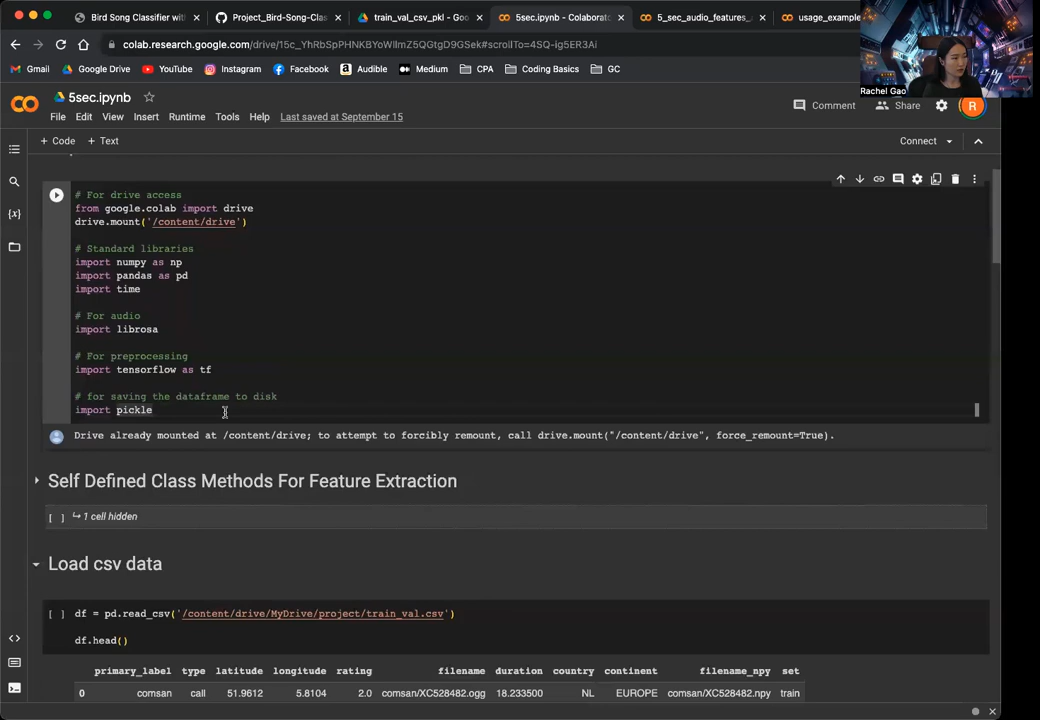 Bird Song Classifier with
Project_Bird-Song-Clas
train_val_csv_pkl - Goo
5sec.ipynb - Colaborato
5_sec_audio_features_
usage_example
colab.research.google.com/drive/15c_YhRbSpPHNKBYoWlImZ5QGtgD9GSek#scrollTo=4SQ-ig5ER3Ai
Gmail
Google Drive
YouTube
Instagram
Facebook
Audible
Medium
CPA
Coding Basics
GC
Rachel Gao
5sec.ipynb
Comment
Share
R
File Edit View Insert Runtime Tools Help Last saved at September 15
+ Code + Text
Connect
# For drive access
from google.colab import drive
drive.mount('/content/drive')
# Standard libraries
import numpy as np
import pandas as pd
import time
# For audio
import librosa
# For preprocessing
import tensorflow as tf
# for saving the dataframe to disk
import pickle
Drive already mounted at /content/drive; to attempt to forcibly remount, call drive.mount("/content/drive", force_remount=True).
Self Defined Class Methods For Feature Extraction
[ ] ↳ 1 cell hidden
Load csv data
[ ] df = pd.read_csv('/content/drive/MyDrive/project/train_val.csv')
df.head()
primary_label type latitude longitude rating filename duration country continent filename_npy set
0 comsan call 51.9612 5.8104 2.0 comsan/XC528482.ogg 18.233500 NL EUROPE comsan/XC528482.npy train